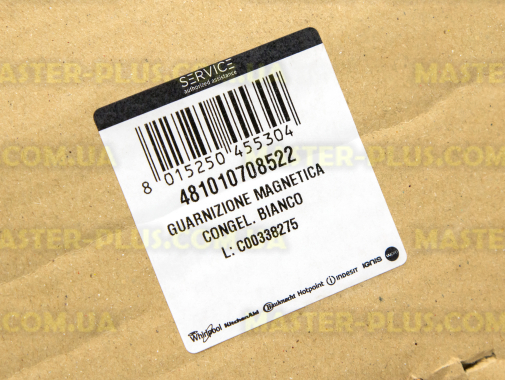 SERVICE
authorized assistance
8 015250 455304
481010708522
GUARNIZIONE MAGNETICA
CONGEL. BIANCO
L: C00338275
Whirlpool KitchenAid Bauknecht Hotpoint indesit IGNIS
MASTER-PLUS.COM.UA